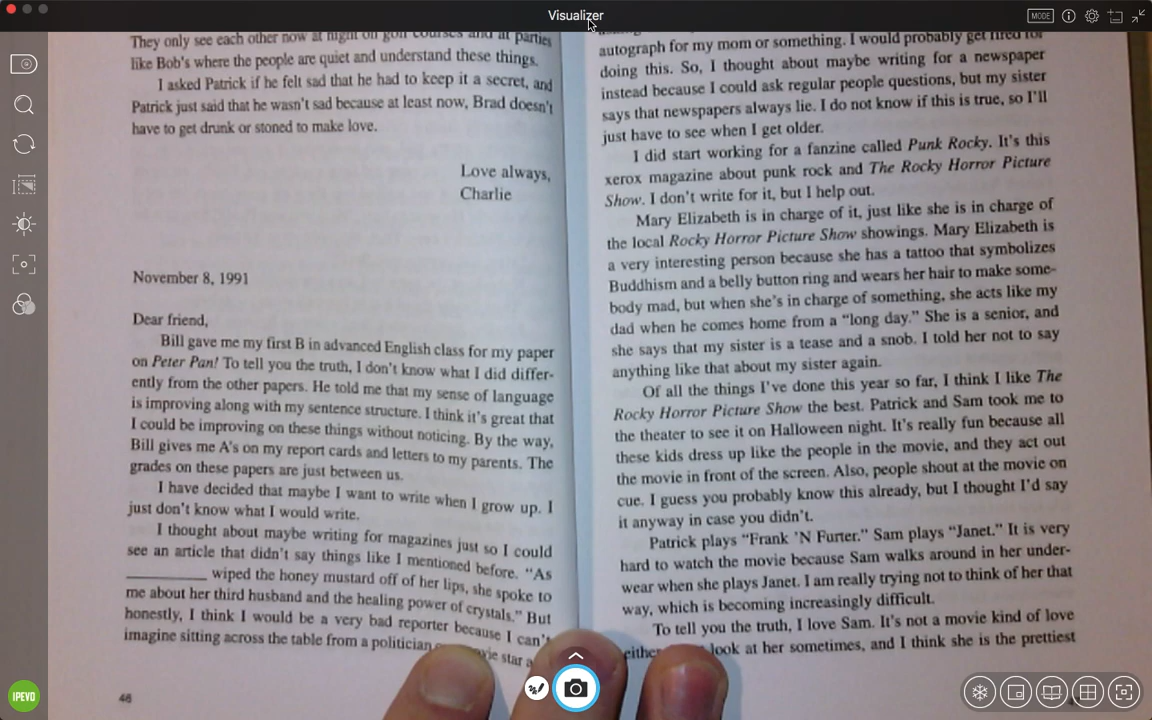 Visualizer
MODE
They only see each other now at night on golf courses and at parties
like Bob's where the people are quiet and understand these things.
I asked Patrick if he felt sad that he had to keep it a secret, and
Patrick just said that he wasn't sad because at least now, Brad doesn't
have to get drunk or stoned to make love.
Love always,
Charlie
November 8, 1991
Dear friend,
Bill gave me my first B in advanced English class for my paper
on Peter Pan! To tell you the truth, I don't know what I did differ-
ently from the other papers. He told me that my sense of language
is improving along with my sentence structure. I think it's great that
I could be improving on these things without noticing. By the way,
Bill gives me A's on my report cards and letters to my parents. The
grades on these papers are just between us.
I have decided that maybe I want to write when I grow up. I
just don't know what I would write.
I thought about maybe writing for magazines just so I could
see an article that didn't say things like I mentioned before. "As
________ wiped the honey mustard off of her lips, she spoke to
me about her third husband and the healing power of crystals." But
honestly, I think I would be a very bad reporter because I can't
imagine sitting across the table from a politician star
46
autograph for my mom or something. I would probably get tired for
doing this. So, I thought about maybe writing for a newspaper
instead because I could ask regular people questions, but my sister
says that newspapers always lie. I do not know if this is true, so I'll
just have to see when I get older.
I did start working for a fanzine called Punk Rocky. It's this
xerox magazine about punk rock and The Rocky Horror Picture
Show. I don't write for it, but I help out.
Mary Elizabeth is in charge of it, just like she is in charge of
the local Rocky Horror Picture Show showings. Mary Elizabeth is
a very interesting person because she has a tattoo that symbolizes
Buddhism and a belly button ring and wears her hair to make some-
body mad, but when she's in charge of something, she acts like my
dad when he comes home from a "long day." She is a senior, and
she says that my sister is a tease and a snob. I told her not to say
anything like that about my sister again.
Of all the things I've done this year so far, I think I like The
Rocky Horror Picture Show the best. Patrick and Sam took me to
the theater to see it on Halloween night. It's really fun because all
these kids dress up like the people in the movie, and they act out
the movie in front of the screen. Also, people shout at the movie on
cue. I guess you probably know this already, but I thought I'd say
it anyway in case you didn't.
Patrick plays "Frank 'N Furter." Sam plays "Janet." It is very
hard to watch the movie because Sam walks around in her under-
wear when she plays Janet. I am really trying not to think of her that
way, which is becoming increasingly difficult.
To tell you the truth, I love Sam. It's not a movie kind of love
either look at her sometimes, and I think she is the prettiest
IPEVO